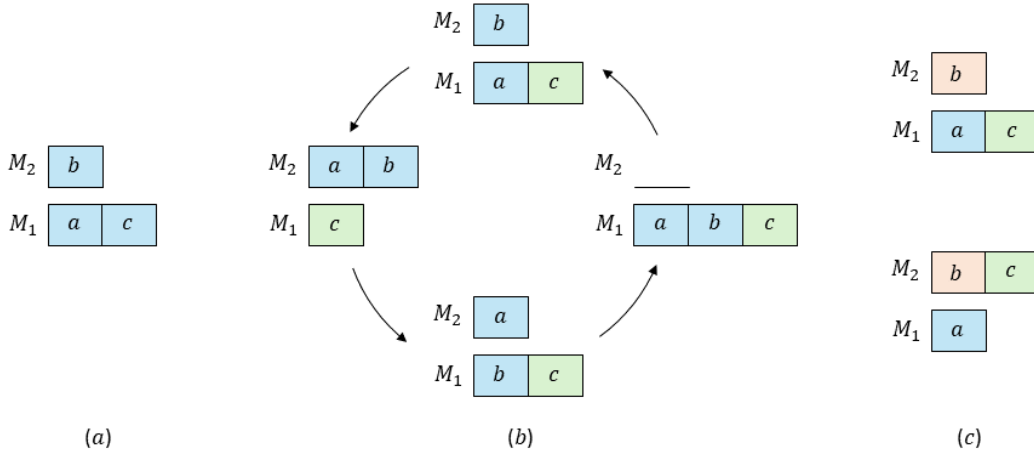 M₂ b
M₁ a c
(a)
M₂ b
M₁ a c
M₂ a b
M₁ c
M₂
M₁ a b c
M₂ a
M₁ b c
(b)
M₂ b
M₁ a c
M₂ b c
M₁ a
(c)